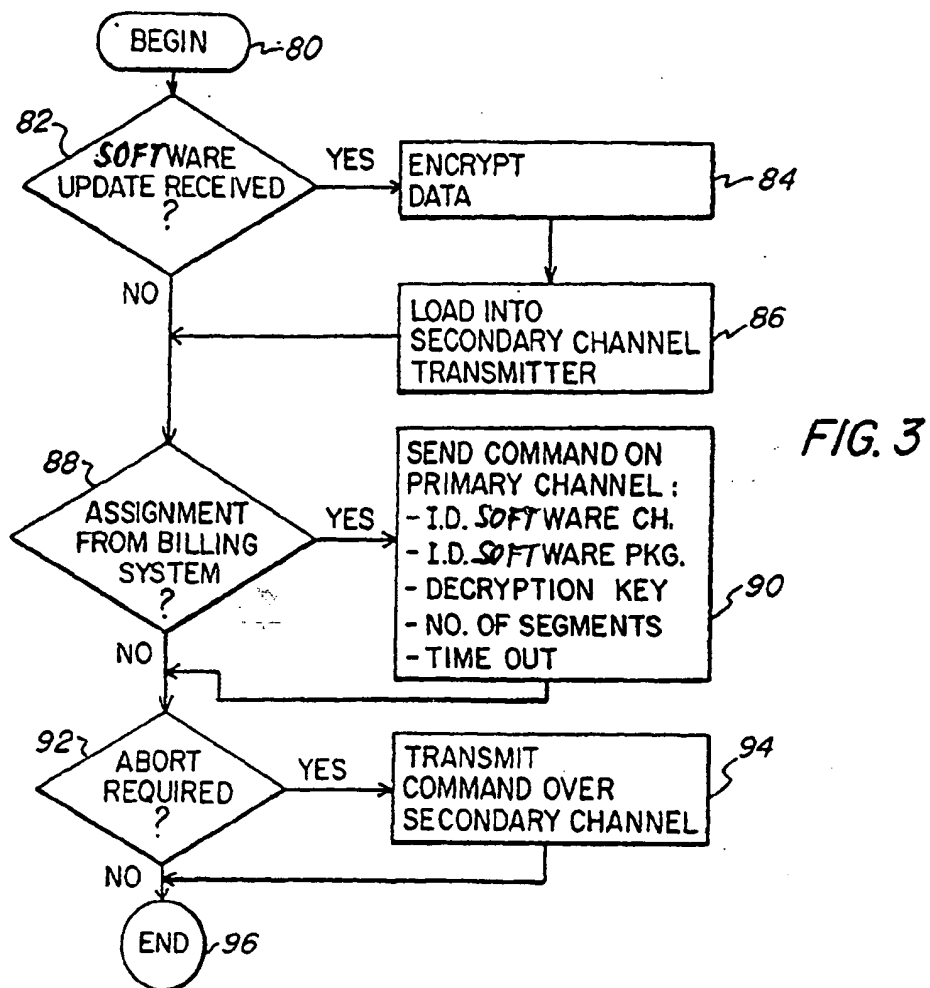 BEGIN
80
82
SOFTWARE
UPDATE RECEIVED
?
YES
ENCRYPT
DATA
84
NO
LOAD INTO
SECONDARY CHANNEL
TRANSMITTER
86
88
ASSIGNMENT
FROM BILLING
SYSTEM
?
YES
SEND COMMAND ON
PRIMARY CHANNEL :
- I.D. SOFTWARE CH.
- I.D. SOFTWARE PKG.
- DECRYPTION KEY
- NO. OF SEGMENTS
- TIME OUT
90
FIG. 3
NO
92
ABORT
REQUIRED
?
YES
TRANSMIT
COMMAND OVER
SECONDARY CHANNEL
94
NO
END
96